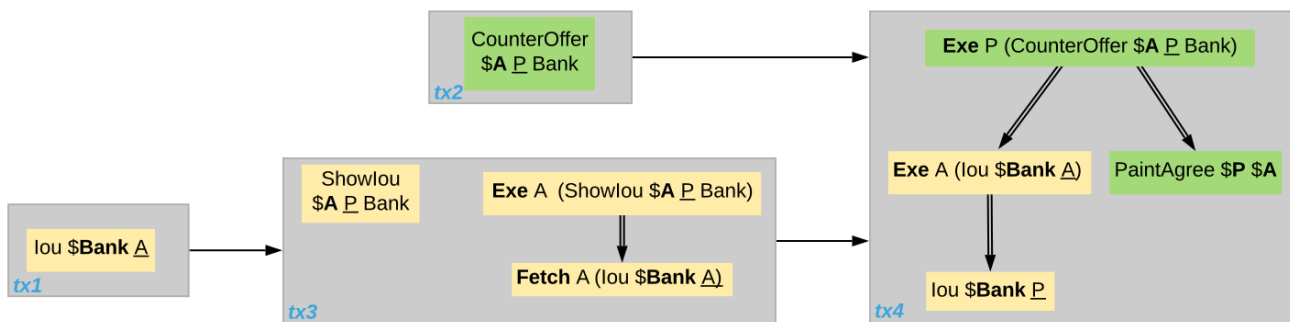 CounterOffer
$A P Bank
tx2
Exe P (CounterOffer $A P Bank)
Exe A (Iou $Bank A)
PaintAgree $P $A
Iou $Bank P
tx4
ShowIou
$A P Bank
Exe A (ShowIou $A P Bank)
Fetch A (Iou $Bank A)
tx3
Iou $Bank A
tx1